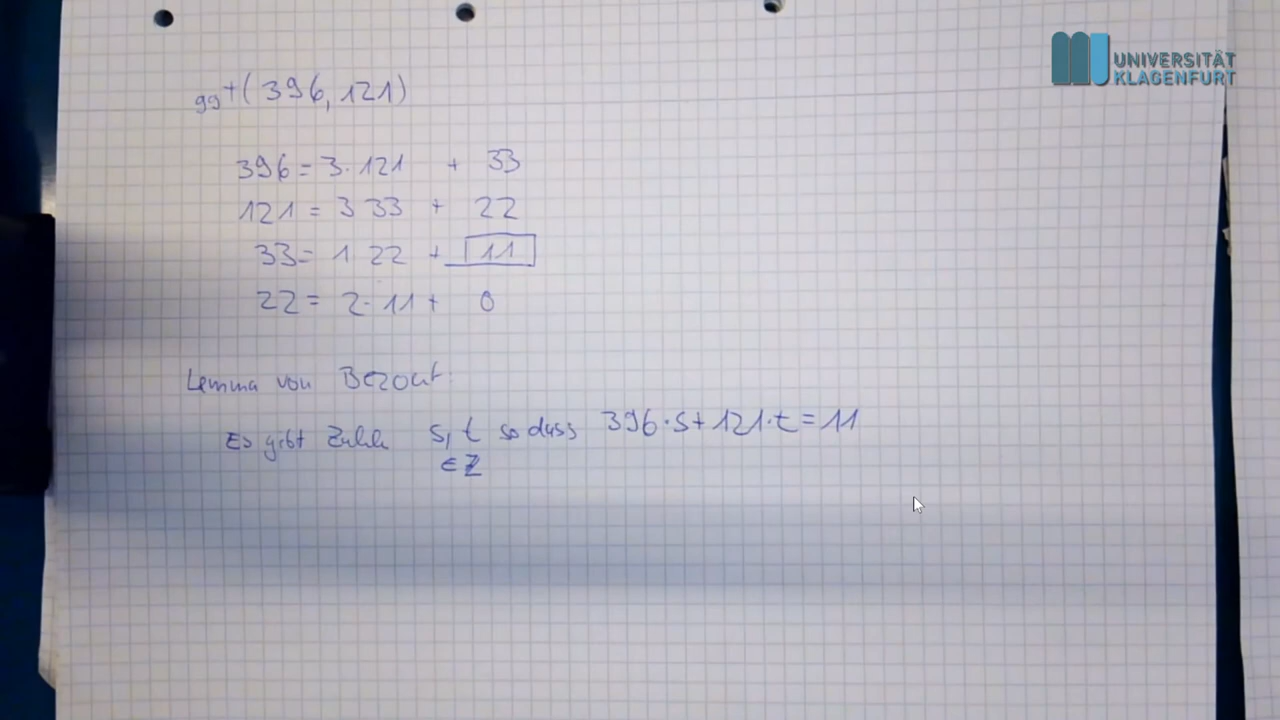 UNIVERSITÄT
KLAGENFURT
ggt(396,121)
396 = 3·121 + 33
121 = 3 33 + 22
33 = 1 22 + 11
22 = 2·11 + 0
Lemma von Bezout:
Es gibt Zahlen s, t so dass 396·s + 121·t = 11
∈ ℤ